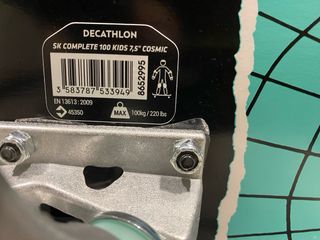 DECATHLON
SK COMPLETE 100 KIDS 7,5" COSMIC
8652995
3 583787 533949
EN 13613 : 2009
45350
MAX 100kg / 220 lbs